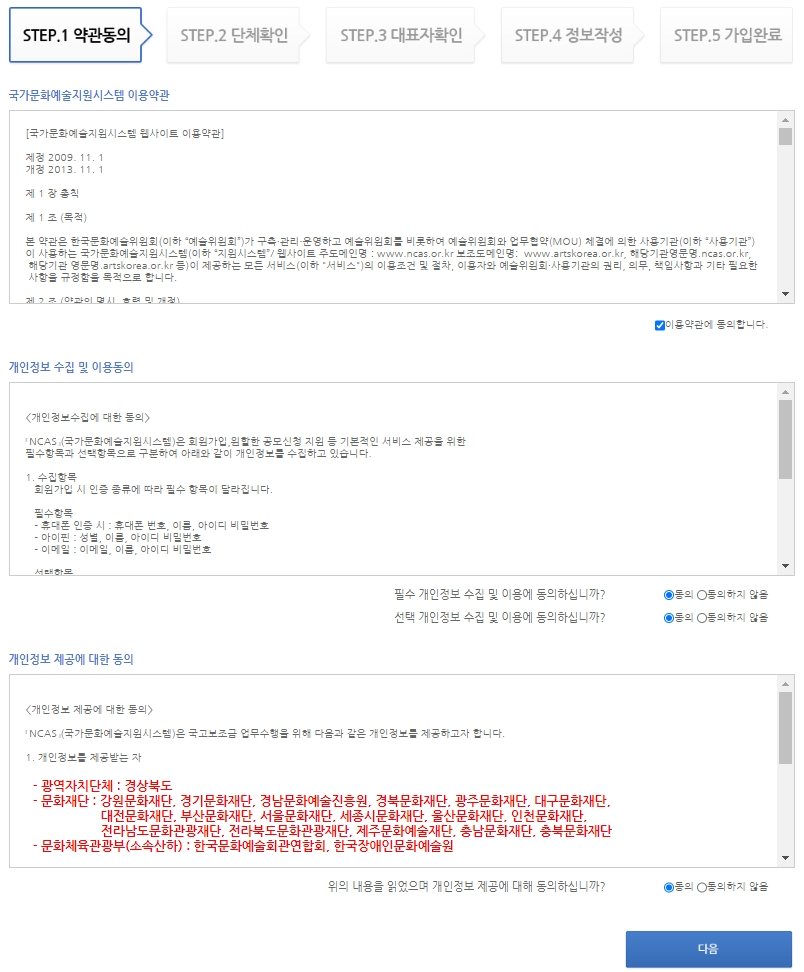 STEP.1 약관동의
STEP.2 단체확인
STEP.3 대표자확인
STEP.4 정보작성
STEP.5 가입완료
국가문화예술지원시스템 이용약관
[국가문화예술지원시스템 웹사이트 이용약관]
제정 2009. 11. 1
개정 2013. 11. 1
제 1 장 총칙
제 1 조 (목적)
본 약관은 한국문화예술위원회(이하 “예술위원회”)가 구축·관리·운영하고 예술위원회를 비롯하여 예술위원회와 업무협약(MOU) 체결에 의한 사용기관(이하 “사용기관”)
이 사용하는 국가문화예술지원시스템(이하 “지원시스템”/ 웹사이트 주도메인명 : www.ncas.or.kr 보조도메인명: www.artskorea.or.kr, 해당기관영문명.ncas.or.kr,
해당기관 영문명.artskorea.or.kr 등)이 제공하는 모든 서비스(이하 "서비스")의 이용조건 및 절차, 이용자와 예술위원회·사용기관의 권리, 의무, 책임사항과 기타 필요한
사항을 규정함을 목적으로 합니다.
제 2 조 (약관의 명시, 효력 및 개정)
이용약관에 동의합니다.
개인정보 수집 및 이용동의
<개인정보수집에 대한 동의>
「NCAS」(국가문화예술지원시스템)은 회원가입,원활한 공모신청 지원 등 기본적인 서비스 제공을 위한
필수항목과 선택항목으로 구분하여 아래와 같이 개인정보를 수집하고 있습니다.
1. 수집항목
회원가입 시 인증 종류에 따라 필수 항목이 달라집니다.
필수항목
- 휴대폰 인증 시 : 휴대폰 번호, 이름, 아이디 비밀번호
- 아이핀 : 성별, 이름, 아이디 비밀번호
- 이메일 : 이메일, 이름, 아이디 비밀번호
선택항목
필수 개인정보 수집 및 이용에 동의하십니까? 동의 동의하지 않음
선택 개인정보 수집 및 이용에 동의하십니까? 동의 동의하지 않음
개인정보 제공에 대한 동의
<개인정보 제공에 대한 동의>
「NCAS」(국가문화예술지원시스템)은 국고보조금 업무수행을 위해 다음과 같은 개인정보를 제공하고자 합니다.
1. 개인정보를 제공받는 자
- 광역자치단체 : 경상북도
- 문화재단 : 강원문화재단, 경기문화재단, 경남문화예술진흥원, 경북문화재단, 광주문화재단, 대구문화재단,
대전문화재단, 부산문화재단, 서울문화재단, 세종시문화재단, 울산문화재단, 인천문화재단,
전라남도문화관광재단, 전라북도문화관광재단, 제주문화예술재단, 충남문화재단, 충북문화재단
- 문화체육관광부(소속산하) : 한국문화예술회관연합회, 한국장애인문화예술원
위의 내용을 읽었으며 개인정보 제공에 대해 동의하십니까? 동의 동의하지 않음
다음